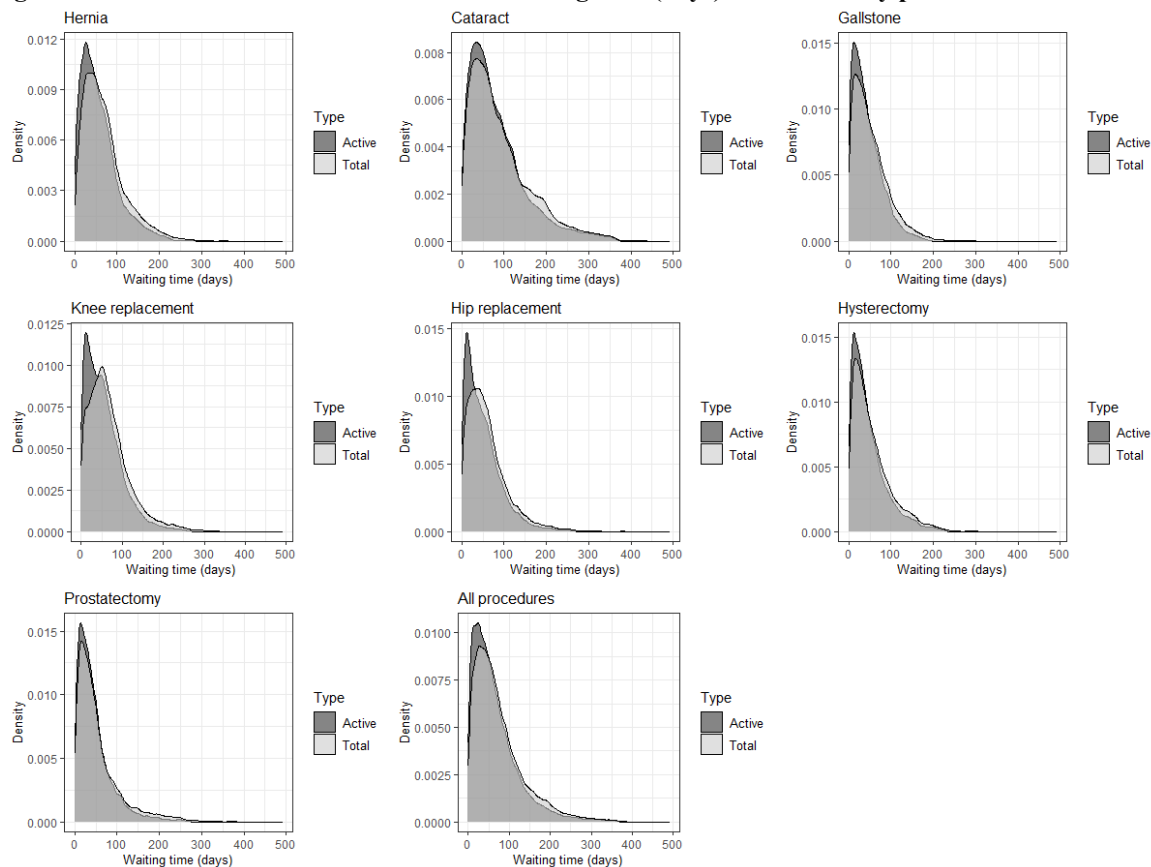 (days)
Hernia
0.012
0.009
0.006
0.003
0.000
Density
0 100 200 300 400 500
Waiting time (days)
Type
Active
Total
Cataract
0.008
0.006
0.004
0.002
0.000
Density
0 100 200 300 400 500
Waiting time (days)
Type
Active
Total
Gallstone
0.015
0.010
0.005
0.000
Density
0 100 200 300 400 500
Waiting time (days)
Type
Active
Total
Knee replacement
0.0125
0.0100
0.0075
0.0050
0.0025
0.0000
Density
0 100 200 300 400 500
Waiting time (days)
Type
Active
Total
Hip replacement
0.015
0.010
0.005
0.000
Density
0 100 200 300 400 500
Waiting time (days)
Type
Active
Total
Hysterectomy
0.015
0.010
0.005
0.000
Density
0 100 200 300 400 500
Waiting time (days)
Type
Active
Total
Prostatectomy
0.015
0.010
0.005
0.000
Density
0 100 200 300 400 500
Waiting time (days)
Type
Active
Total
All procedures
0.0100
0.0075
0.0050
0.0025
0.0000
Density
0 100 200 300 400 500
Waiting time (days)
Type
Active
Total